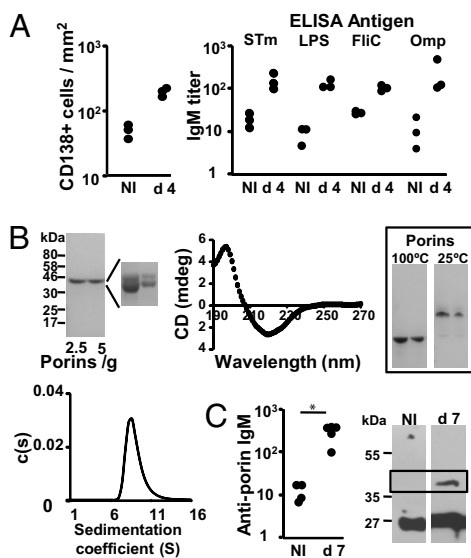 A
CD138+ cells / mm²
10³
10²
10
NI d 4
ELISA Antigen
STm LPS FliC Omp
IgM titer
10³
10²
10
1
NI d 4 NI d 4 NI d 4 NI d 4
B
kDa
80
58
46
30
25
17
2.5 5
Porins /g
CD (mdeg)
6
4
2
0
-2
-4
190 210 230 250 270
Wavelength (nm)
Porins
100ºC 25ºC
c(s)
0.04
0.02
0
1 6 11 16
Sedimentation
coefficient (S)
C
Anti-porin IgM
10³
10²
10
1
*
NI d 7
kDa NI d 7
55
35
27